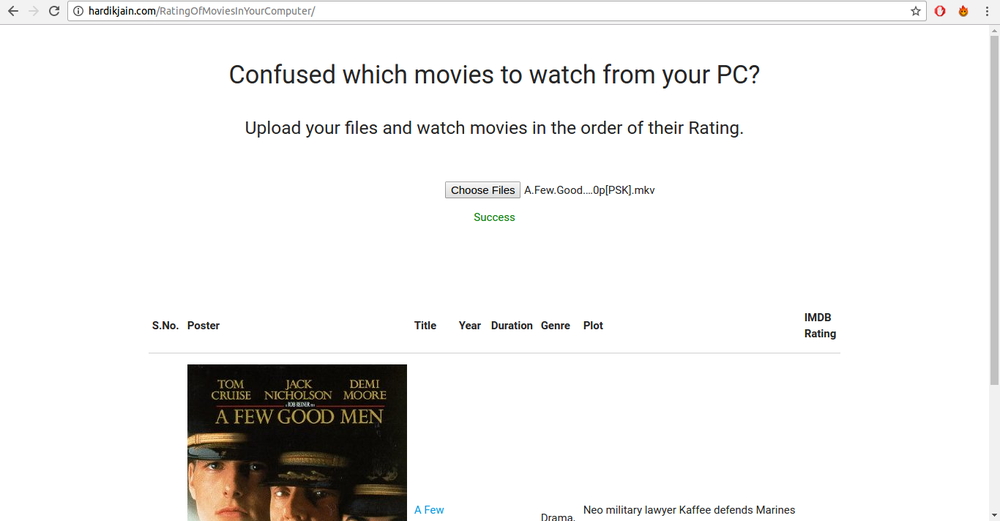 hardikjain.com/RatingOfMoviesInYourComputer/
Confused which movies to watch from your PC?
Upload your files and watch movies in the order of their Rating.
Choose Files A.Few.Good....0p[PSK].mkv
Success
S.No. Poster Title Year Duration Genre Plot IMDB
Rating
TOM JACK DEMI
CRUISE NICHOLSON MOORE
A ROB REINER FILM
A FEW GOOD MEN
A Few
Drama,
Neo military lawyer Kaffee defends Marines